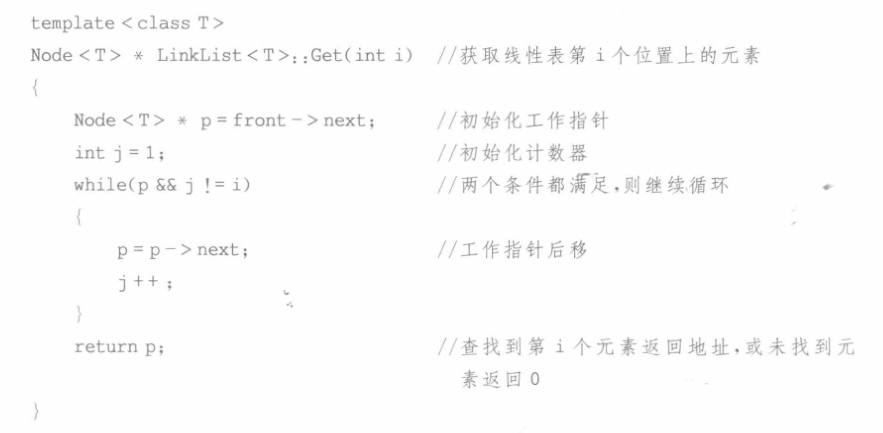 template <class T>
Node <T> * LinkList <T>::Get(int i) //获取线性表第 i 个位置上的元素
{
Node <T> * p = front -> next; //初始化工作指针
int j = 1; //初始化计数器
while(p && j != i) //两个条件都满足,则继续循环
{
p = p -> next; //工作指针后移
j++ ;
}
return p; //查找到第 i 个元素返回地址,或未找到元
素返回 0
}